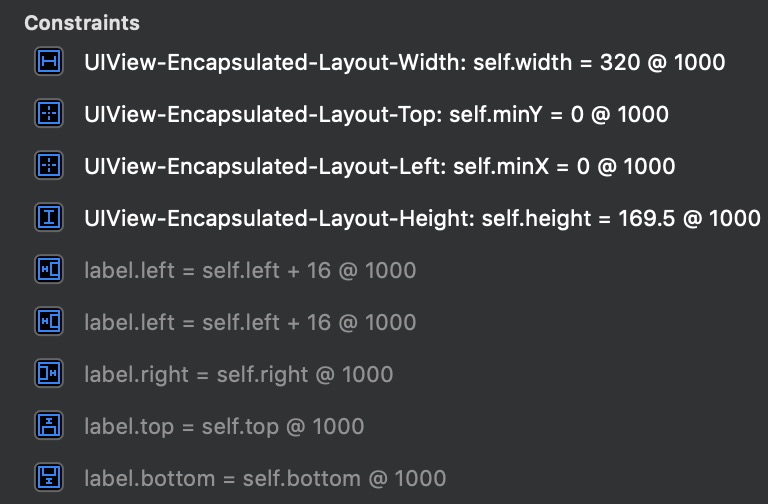 Constraints
UIView-Encapsulated-Layout-Width: self.width = 320 @ 1000
UIView-Encapsulated-Layout-Top: self.minY = 0 @ 1000
UIView-Encapsulated-Layout-Left: self.minX = 0 @ 1000
UIView-Encapsulated-Layout-Height: self.height = 169.5 @ 1000
label.left = self.left + 16 @ 1000
label.left = self.left + 16 @ 1000
label.right = self.right @ 1000
label.top = self.top @ 1000
label.bottom = self.bottom @ 1000